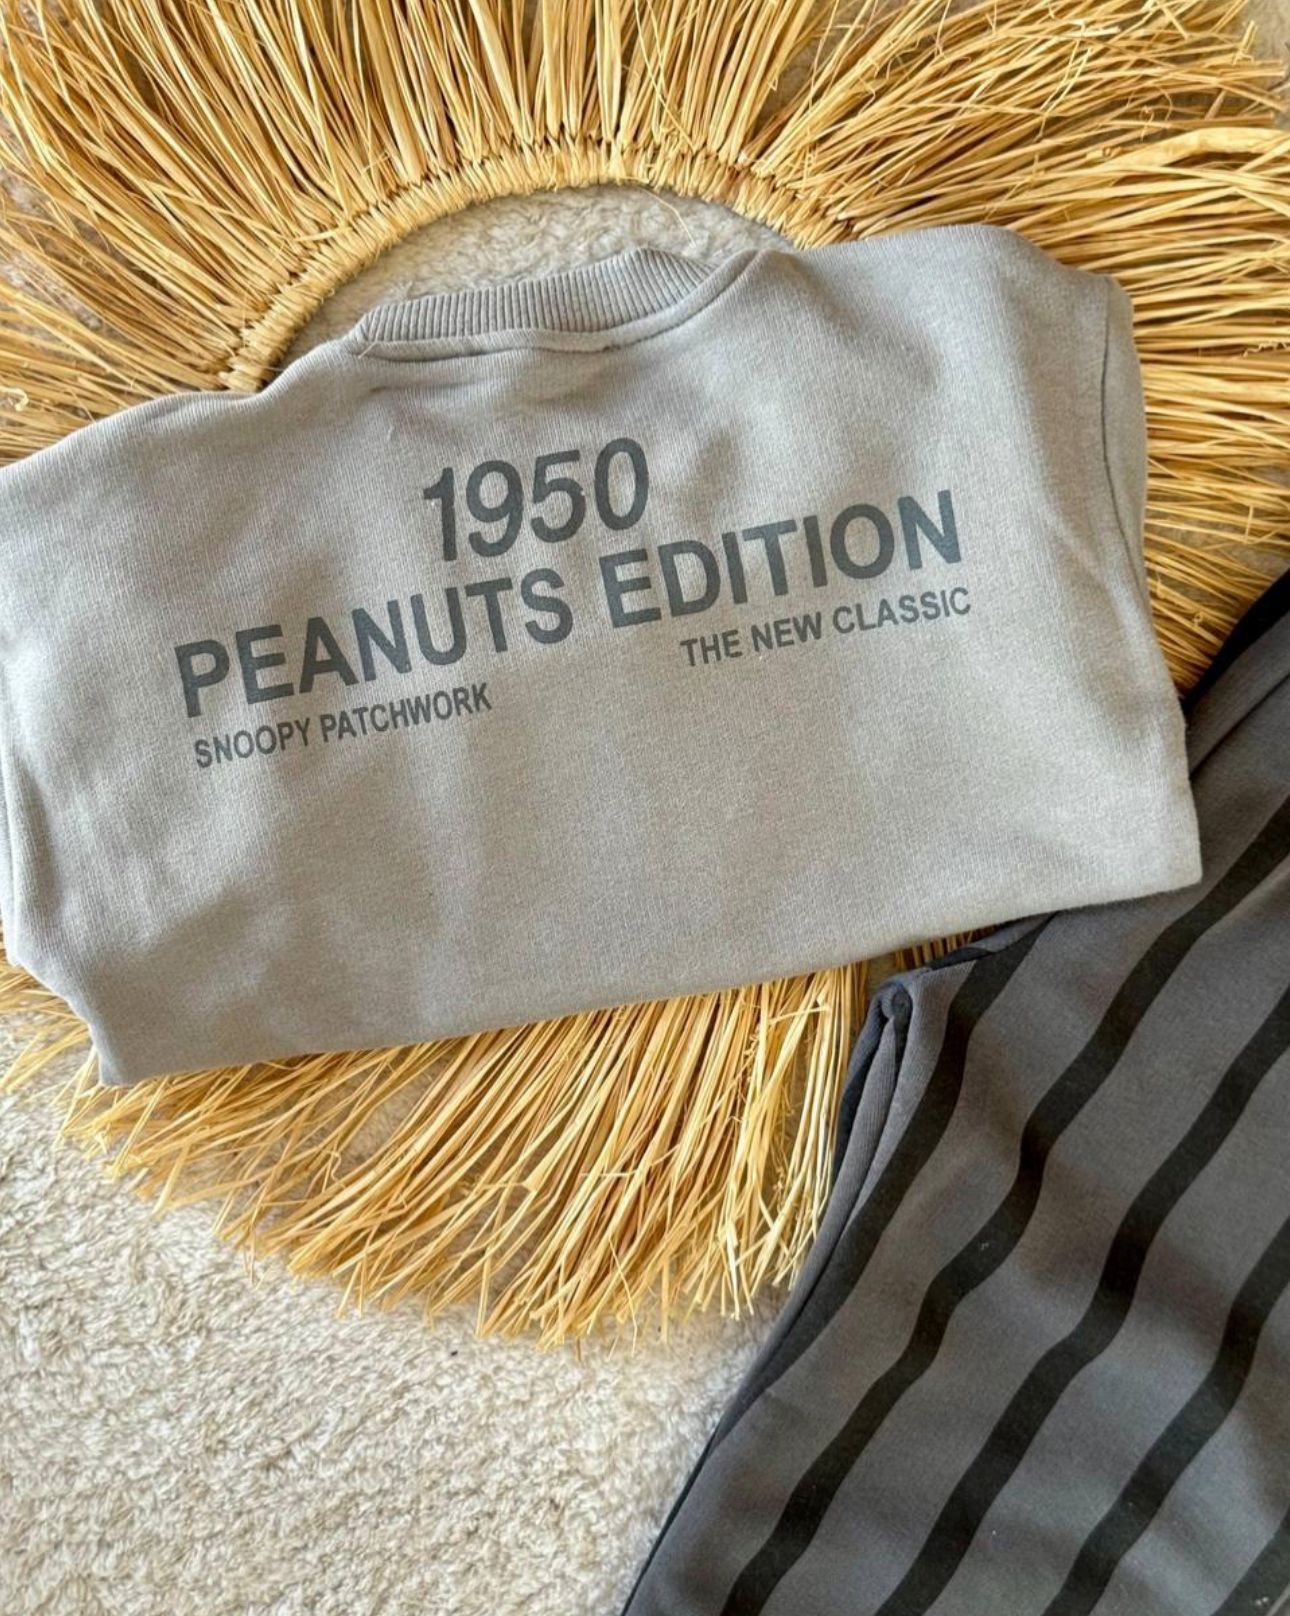 1950
PEANUTS EDITION
SNOOPY PATCHWORK
THE NEW CLASSIC